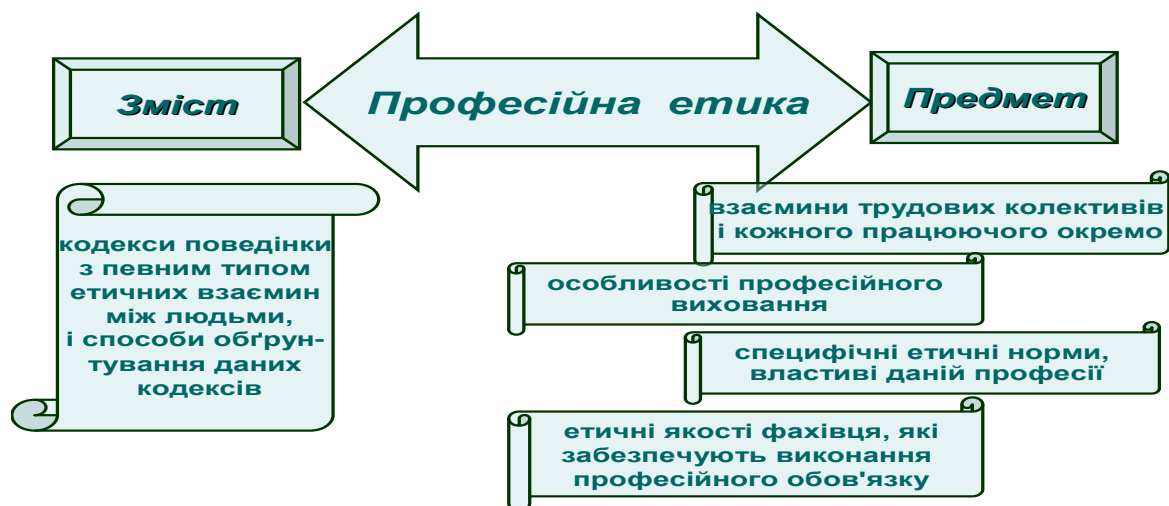 Зміст
Професійна етика
Предмет
кодекси поведінки
з певним типом
етичних взаємин
між людьми,
і способи обґрун-
тування даних
кодексів
взаємини трудових колективів
і кожного працюючого окремо
особливості професійного
виховання
специфічні етичні норми,
властиві даній професії
етичні якості фахівця, які
забезпечують виконання
професійного обов'язку